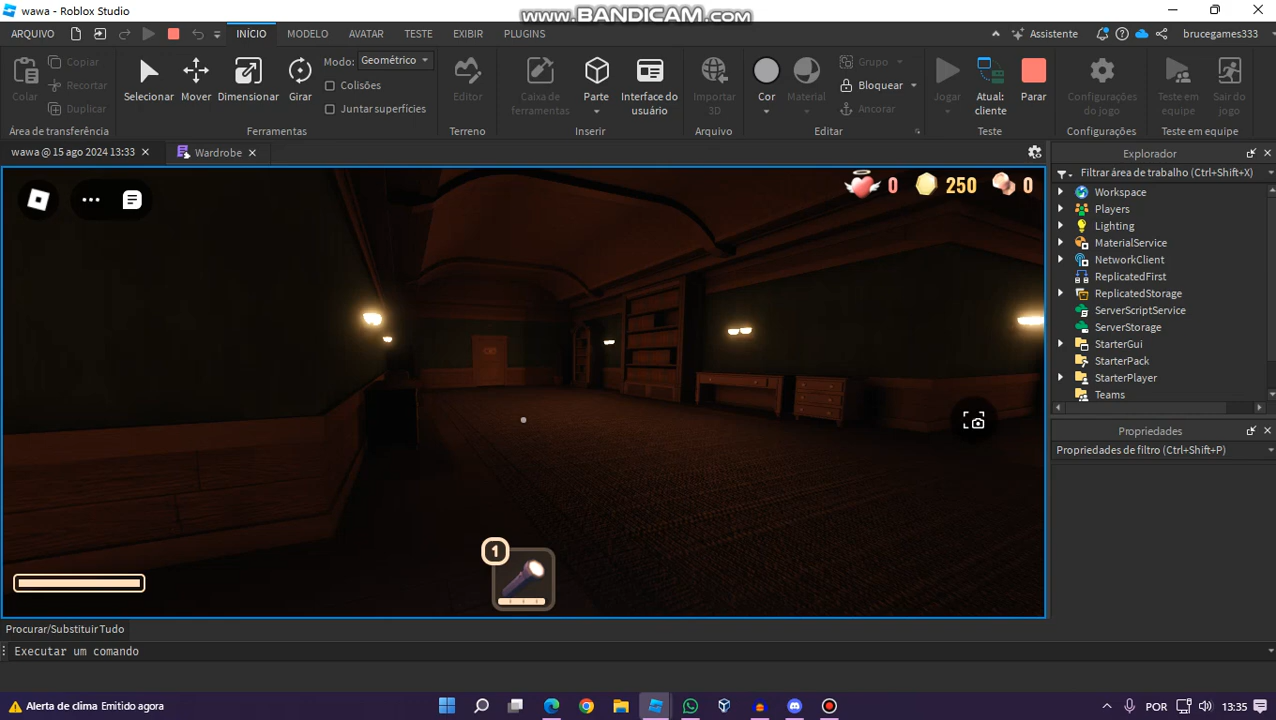 wawa - Roblox Studio
www.BANDICAM.com
ARQUIVO
INÍCIO
MODELO
AVATAR
TESTE
EXIBIR
PLUGINS
Assistente
brucegames333
Colar
Copiar
Recortar
Duplicar
Área de transferência
Selecionar
Mover
Dimensionar
Girar
Modo:
Geométrico
Colisões
Juntar superfícies
Ferramentas
Editor
Terreno
Caixa de
ferramentas
Parte
Interface do
usuário
Inserir
Importar
3D
Arquivo
Cor
Material
Grupo
Bloquear
Ancorar
Editar
Jogar
Atual:
cliente
Parar
Teste
Configurações
do jogo
Configurações
Teste em
equipe
Sair do
jogo
Teste em equipe
wawa @ 15 ago 2024 13:33
Wardrobe
0
250
0
1
Explorador
Filtrar área de trabalho (Ctrl+Shift+X)
Workspace
Players
Lighting
MaterialService
NetworkClient
ReplicatedFirst
ReplicatedStorage
ServerScriptService
ServerStorage
StarterGui
StarterPack
StarterPlayer
Teams
Propriedades
Propriedades de filtro (Ctrl+Shift+P)
Procurar/Substituir Tudo
Executar um comando
Alerta de clima Emitido agora
POR
13:35